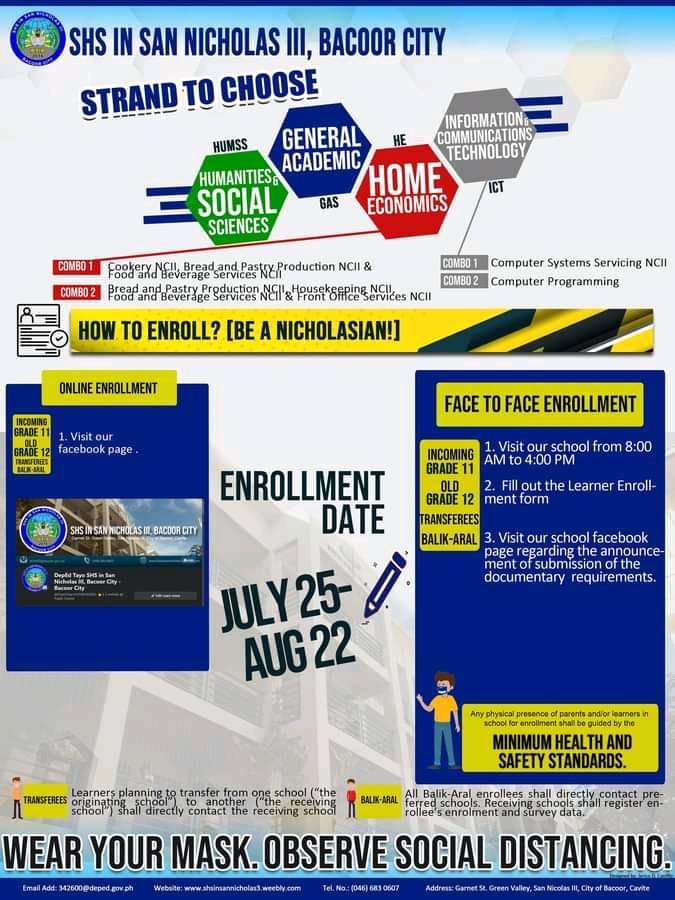 SHS IN SAN NICHOLAS III, BACOOR CITY
STRAND TO CHOOSE
HUMSS
HUMANITIES&
SOCIAL
SCIENCES
GENERAL
ACADEMIC
GAS
HE
HOME
ECONOMICS
INFORMATION&
COMMUNICATIONS
TECHNOLOGY
ICT
COMBO 1 Cookery NCII, Bread and Pastry Production NCII &
Food and Beverage Services NCII
COMBO 2 Bread and Pastry Production NCII, Housekeeping NCII,
Food and Beverage Services NCII & Front Office Services NCII
COMBO 1 Computer Systems Servicing NCII
COMBO 2 Computer Programming
HOW TO ENROLL? [BE A NICHOLASIAN!]
ONLINE ENROLLMENT
INCOMING
GRADE 11
OLD
GRADE 12
TRANSFEREES
BALIK-ARAL
1. Visit our
facebook page .
SHS IN SAN NICHOLAS III, BACOOR CITY
DepEd Tayo SHS in San
Nicholas III, Bacoor City -
Bacoor City
ENROLLMENT
DATE
JULY 25-
AUG 22
FACE TO FACE ENROLLMENT
INCOMING
GRADE 11
OLD
GRADE 12
TRANSFEREES
BALIK-ARAL
1. Visit our school from 8:00
AM to 4:00 PM
2. Fill out the Learner Enroll-
ment form
3. Visit our school facebook
page regarding the announce-
ment of submission of the
documentary requirements.
Any physical presence of parents and/or learners in
school for enrollment shall be guided by the
MINIMUM HEALTH AND
SAFETY STANDARDS.
TRANSFEREES Learners planning to transfer from one school ("the
originating school") to another ("the receiving
school") shall directly contact the receiving school
BALIK-ARAL All Balik-Aral enrollees shall directly contact pre-
ferred schools. Receiving schools shall register en-
rollee's enrolment and survey data.
WEAR YOUR MASK. OBSERVE SOCIAL DISTANCING.
Email Add: 342600@deped.gov.ph Website: www.shsinsannicholas3.weebly.com Tel. No.: (046) 683 0607 Address: Garnet St. Green Valley, San Nicolas III, City of Bacoor, Cavite